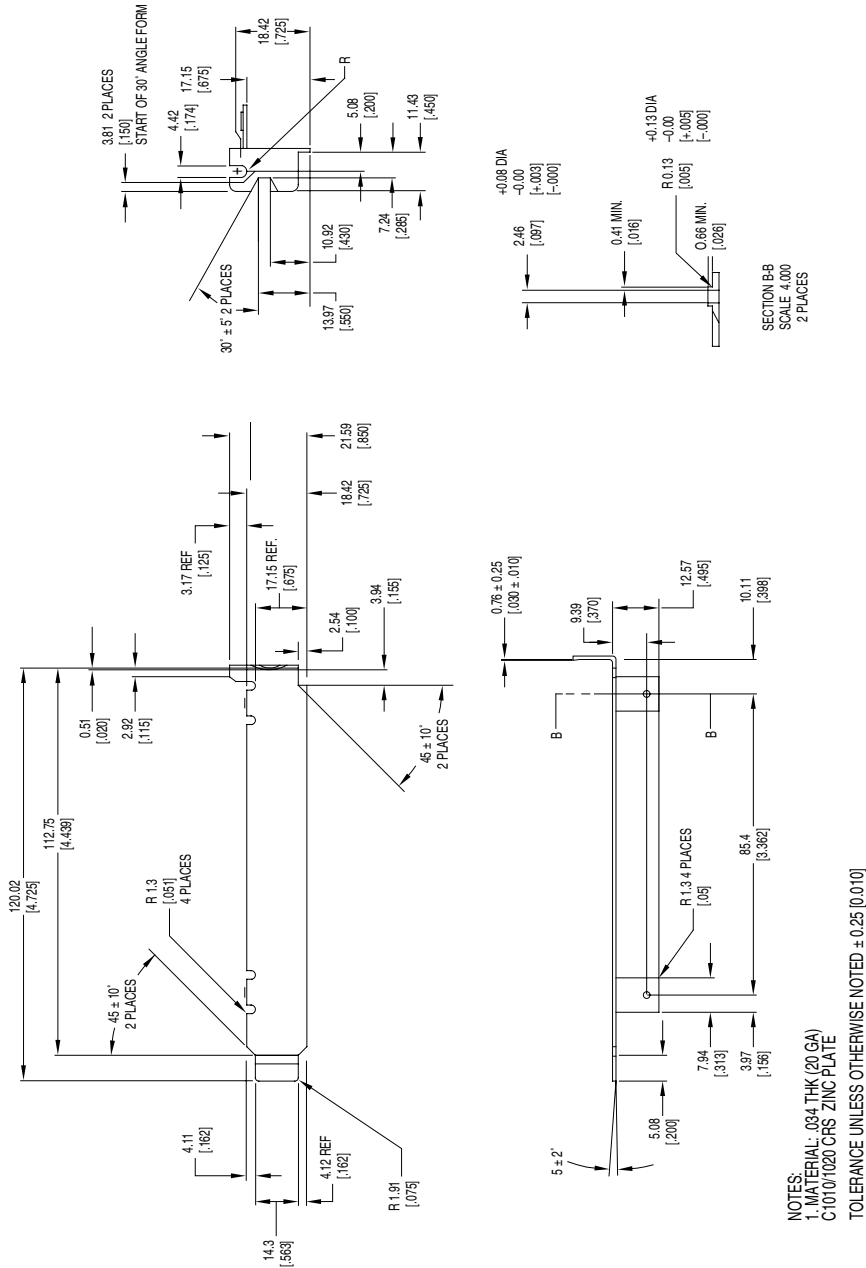 120.02
[4.725]
112.75
[4.439]
0.51
[.020]
2.92
[.115]
3.17 REF
[.125]
17.15 REF.
[.675]
21.59
[.850]
18.42
[.725]
3.94
[.155]
2.54
[.100]
45 ± 10°
2 PLACES
R 1.3
[.051]
4 PLACES
45 ± 10°
2 PLACES
4.11
[.162]
14.3
[.563]
4.12 REF
[.162]
R 1.91
[.075]
3.81 2 PLACES
[.150]
START OF 30° ANGLE FORM
4.42
[.174]
17.15
[.675]
18.42
[.725]
R
5.08
[.200]
11.43
[.450]
7.24
[.285]
10.92
[.430]
13.97
[.550]
30° ± 5° 2 PLACES
0.76 ± 0.25
[.030 ± .010]
9.39
[.370]
12.57
[.495]
10.11
[.398]
B
B
85.4
[3.362]
R 1.3 4 PLACES
[.05]
7.94
[.313]
3.97
[.156]
5.08
[.200]
5 ± 2°
2.46
[.097]
+0.08 DIA
-0.00
[+.003]
[-.000]
0.41 MIN.
[.016]
R 0.13
[.005]
+0.13 DIA
-0.00
[+.005]
[-.000]
0.66 MIN.
[.026]
SECTION B-B
SCALE 4.000
2 PLACES
NOTES:
1. MATERIAL: .034 THK (20 GA)
C1010/1020 CRS ZINC PLATE
TOLERANCE UNLESS OTHERWISE NOTED ± 0.25 [0.010]